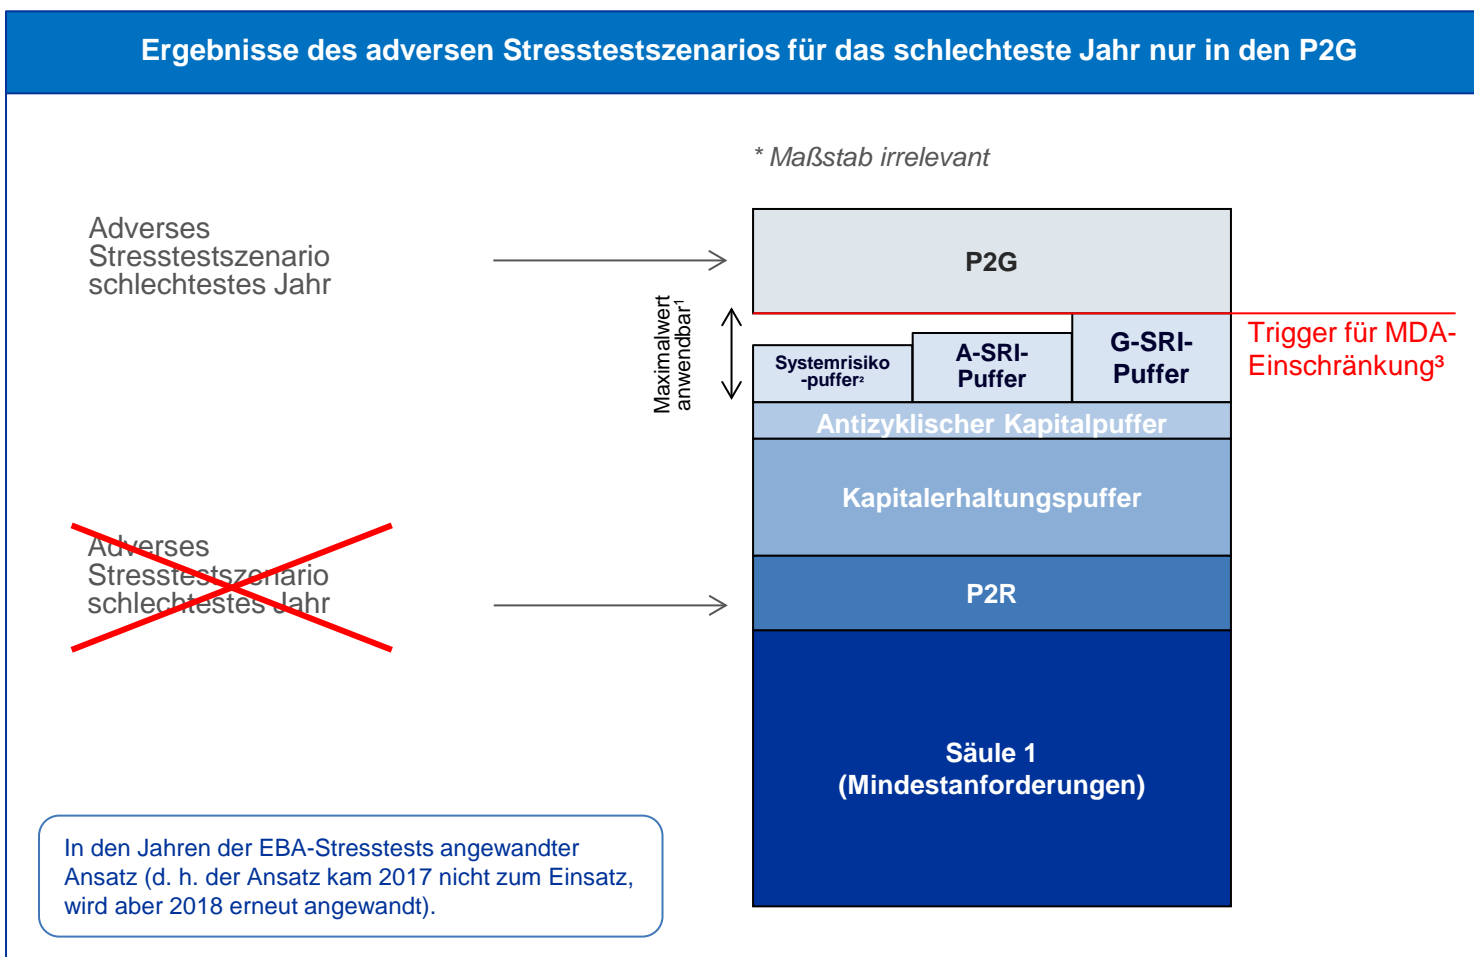 Ergebnisse des adversen Stresstestszenarios für das schlechteste Jahr nur in den P2G
* Maßstab irrelevant
Adverses
Stresstestszenario
schlechtestes Jahr
P2G
Maximalwert
anwendbar¹
Systemrisiko
-puffer²
A-SRI-
Puffer
G-SRI-
Puffer
Trigger für MDA-
Einschränkung³
Antizyklischer Kapitalpuffer
Kapitalerhaltungspuffer
Adverses
Stresstestszenario
schlechtestes Jahr
P2R
Säule 1
(Mindestanforderungen)
In den Jahren der EBA-Stresstests angewandter
Ansatz (d. h. der Ansatz kam 2017 nicht zum Einsatz,
wird aber 2018 erneut angewandt).